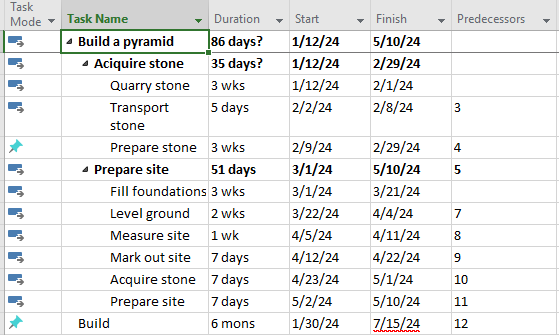 Task Mode Task Name Duration Start Finish Predecessors
Build a pyramid 86 days? 1/12/24 5/10/24
Aciquire stone 35 days? 1/12/24 2/29/24
Quarry stone 3 wks 1/12/24 2/1/24
Transport stone 5 days 2/2/24 2/8/24 3
Prepare stone 3 wks 2/9/24 2/29/24 4
Prepare site 51 days 3/1/24 5/10/24 5
Fill foundations 3 wks 3/1/24 3/21/24
Level ground 2 wks 3/22/24 4/4/24 7
Measure site 1 wk 4/5/24 4/11/24 8
Mark out site 7 days 4/12/24 4/22/24 9
Acquire stone 7 days 4/23/24 5/1/24 10
Prepare site 7 days 5/2/24 5/10/24 11
Build 6 mons 1/30/24 7/15/24 12